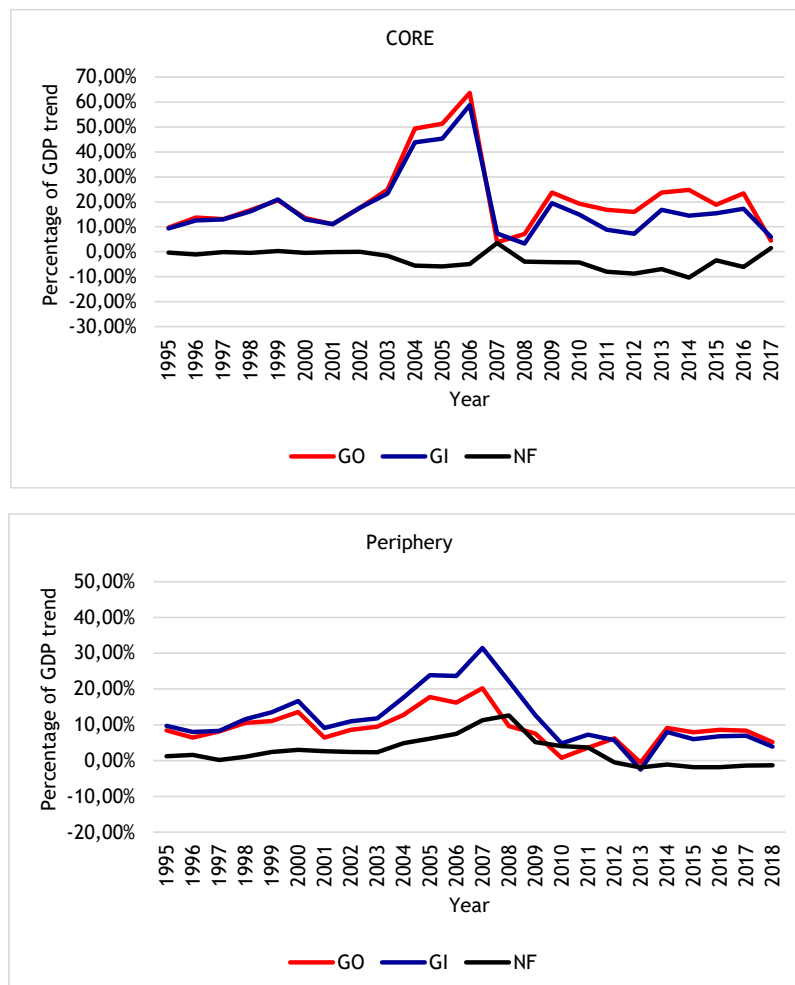 CORE
Percentage of GDP trend
70,00%
60,00%
50,00%
40,00%
30,00%
20,00%
10,00%
0,00%
-10,00%
-20,00%
-30,00%
1995 1996 1997 1998 1999 2000 2001 2002 2003 2004 2005 2006 2007 2008 2009 2010 2011 2012 2013 2014 2015 2016 2017
Year
GO GI NF
Periphery
Percentage of GDP trend
50,00%
40,00%
30,00%
20,00%
10,00%
0,00%
-10,00%
-20,00%
1995 1996 1997 1998 1999 2000 2001 2002 2003 2004 2005 2006 2007 2008 2009 2010 2011 2012 2013 2014 2015 2016 2017 2018
Year
GO GI NF